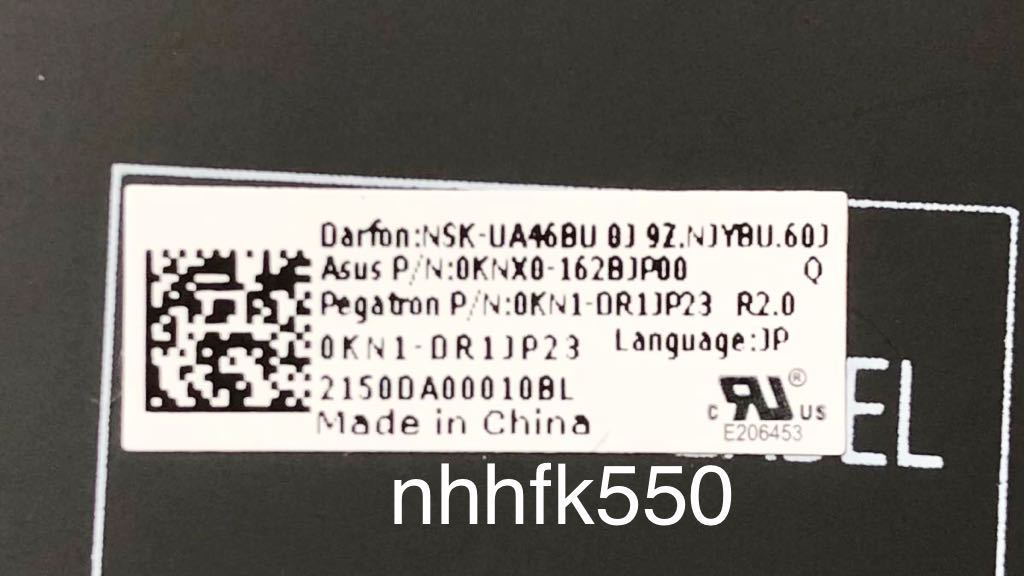 Darfon:NSK-UA46BU 0J 9Z.NJYBU.60J
Asus P/N:0KNX0-162BJP00 Q
Pegatron P/N:0KN1-DR1JP23 R2.0
0KN1-DR1JP23 Language:JP
2150DA00010BL
Made in China
C US ®
E206453
nhhfk550